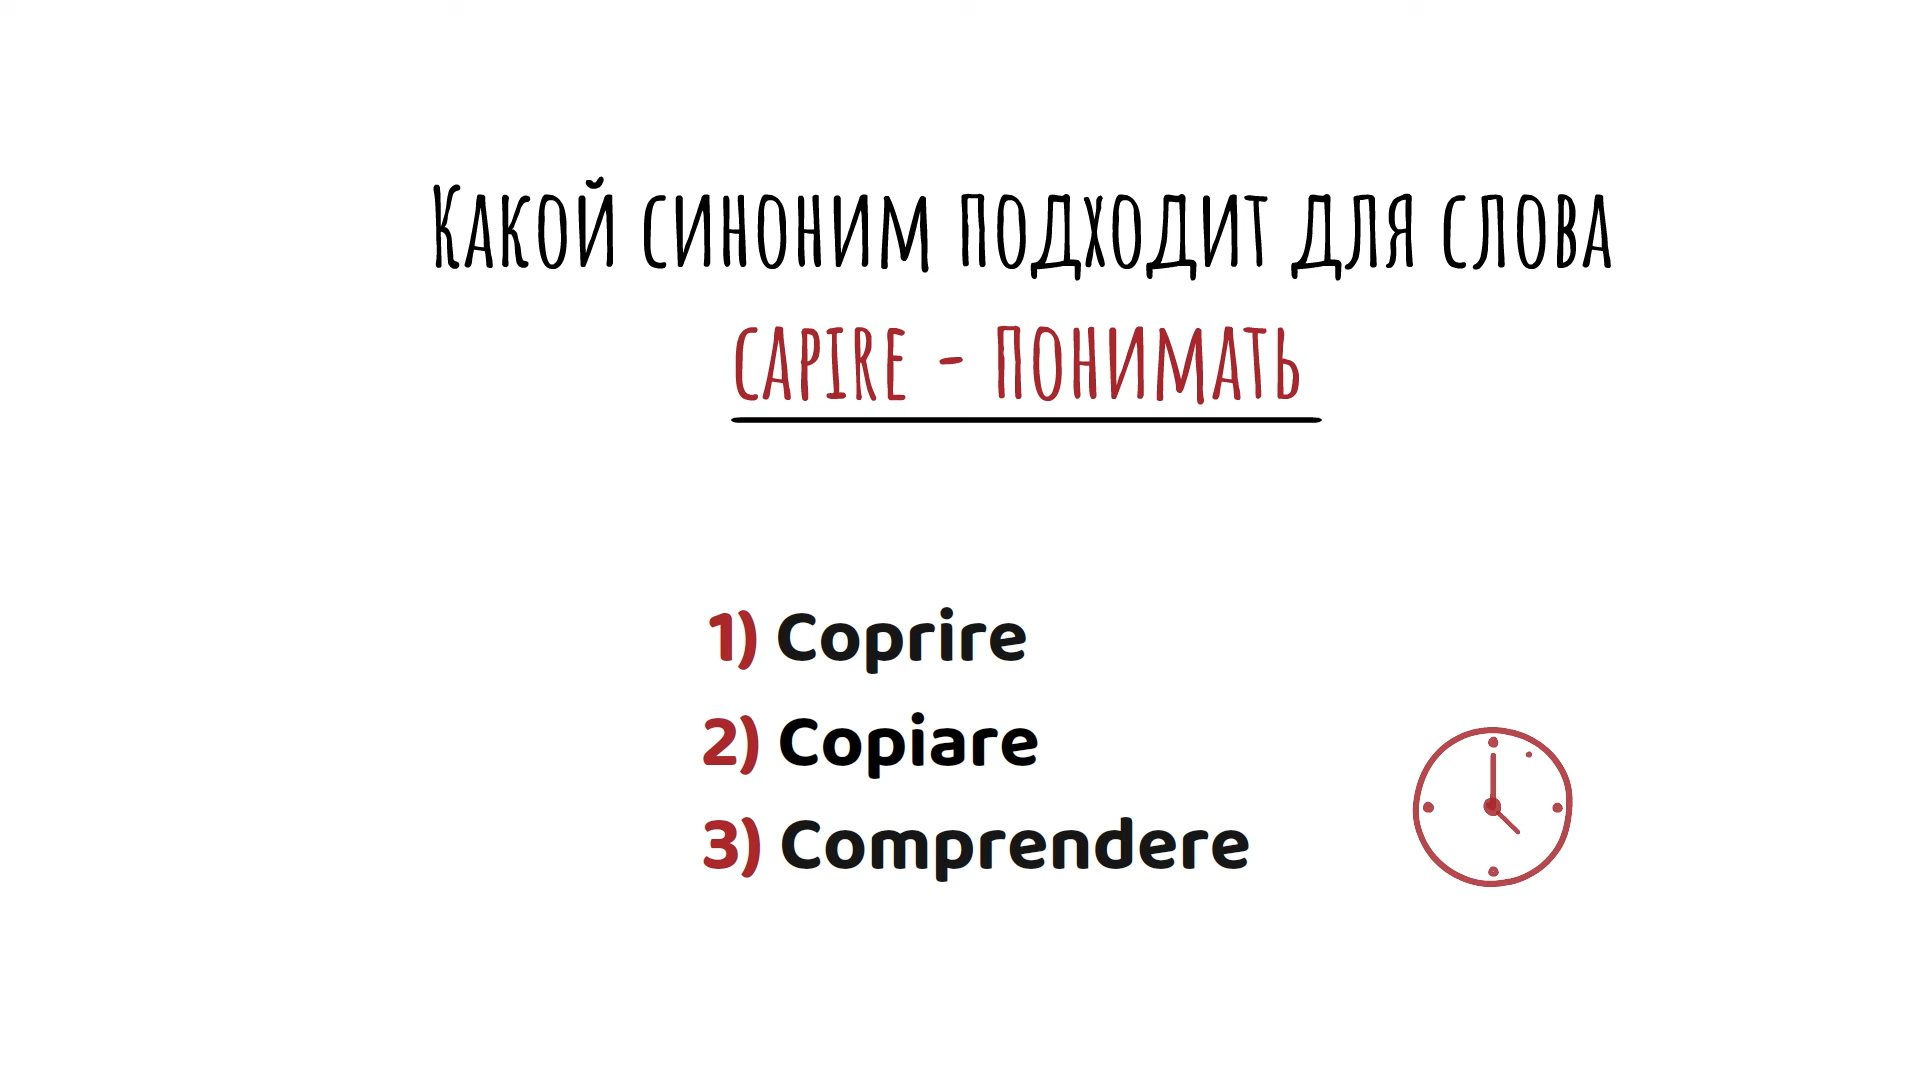 Какой синоним подходит для слова
capire - понимать
1) Coprire
2) Copiare
3) Comprendere